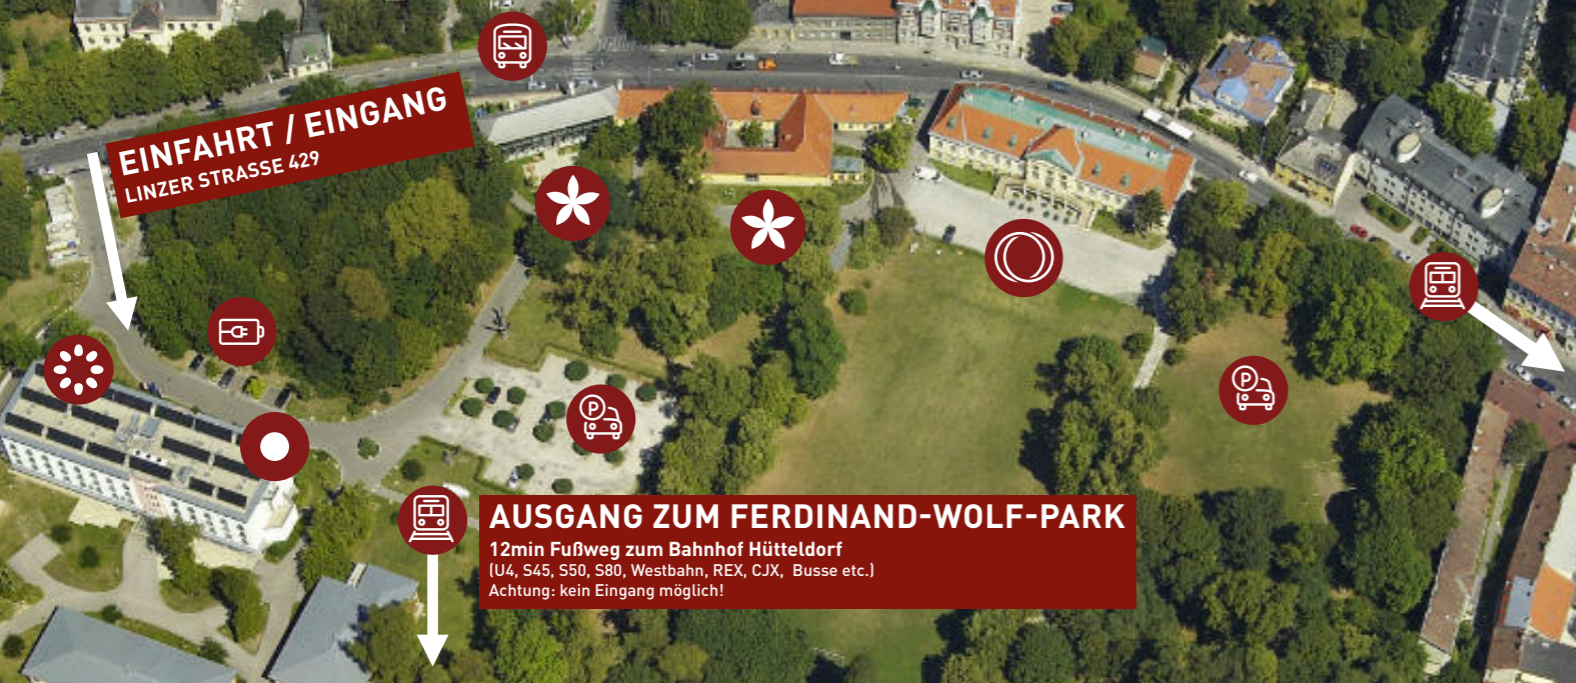 EINFAHRT / EINGANG
LINZER STRASSE 429
P
P
AUSGANG ZUM FERDINAND-WOLF-PARK
12min Fußweg zum Bahnhof Hütteldorf
(U4, S45, S50, S80, Westbahn, REX, CJX, Busse etc.)
Achtung: kein Eingang möglich!